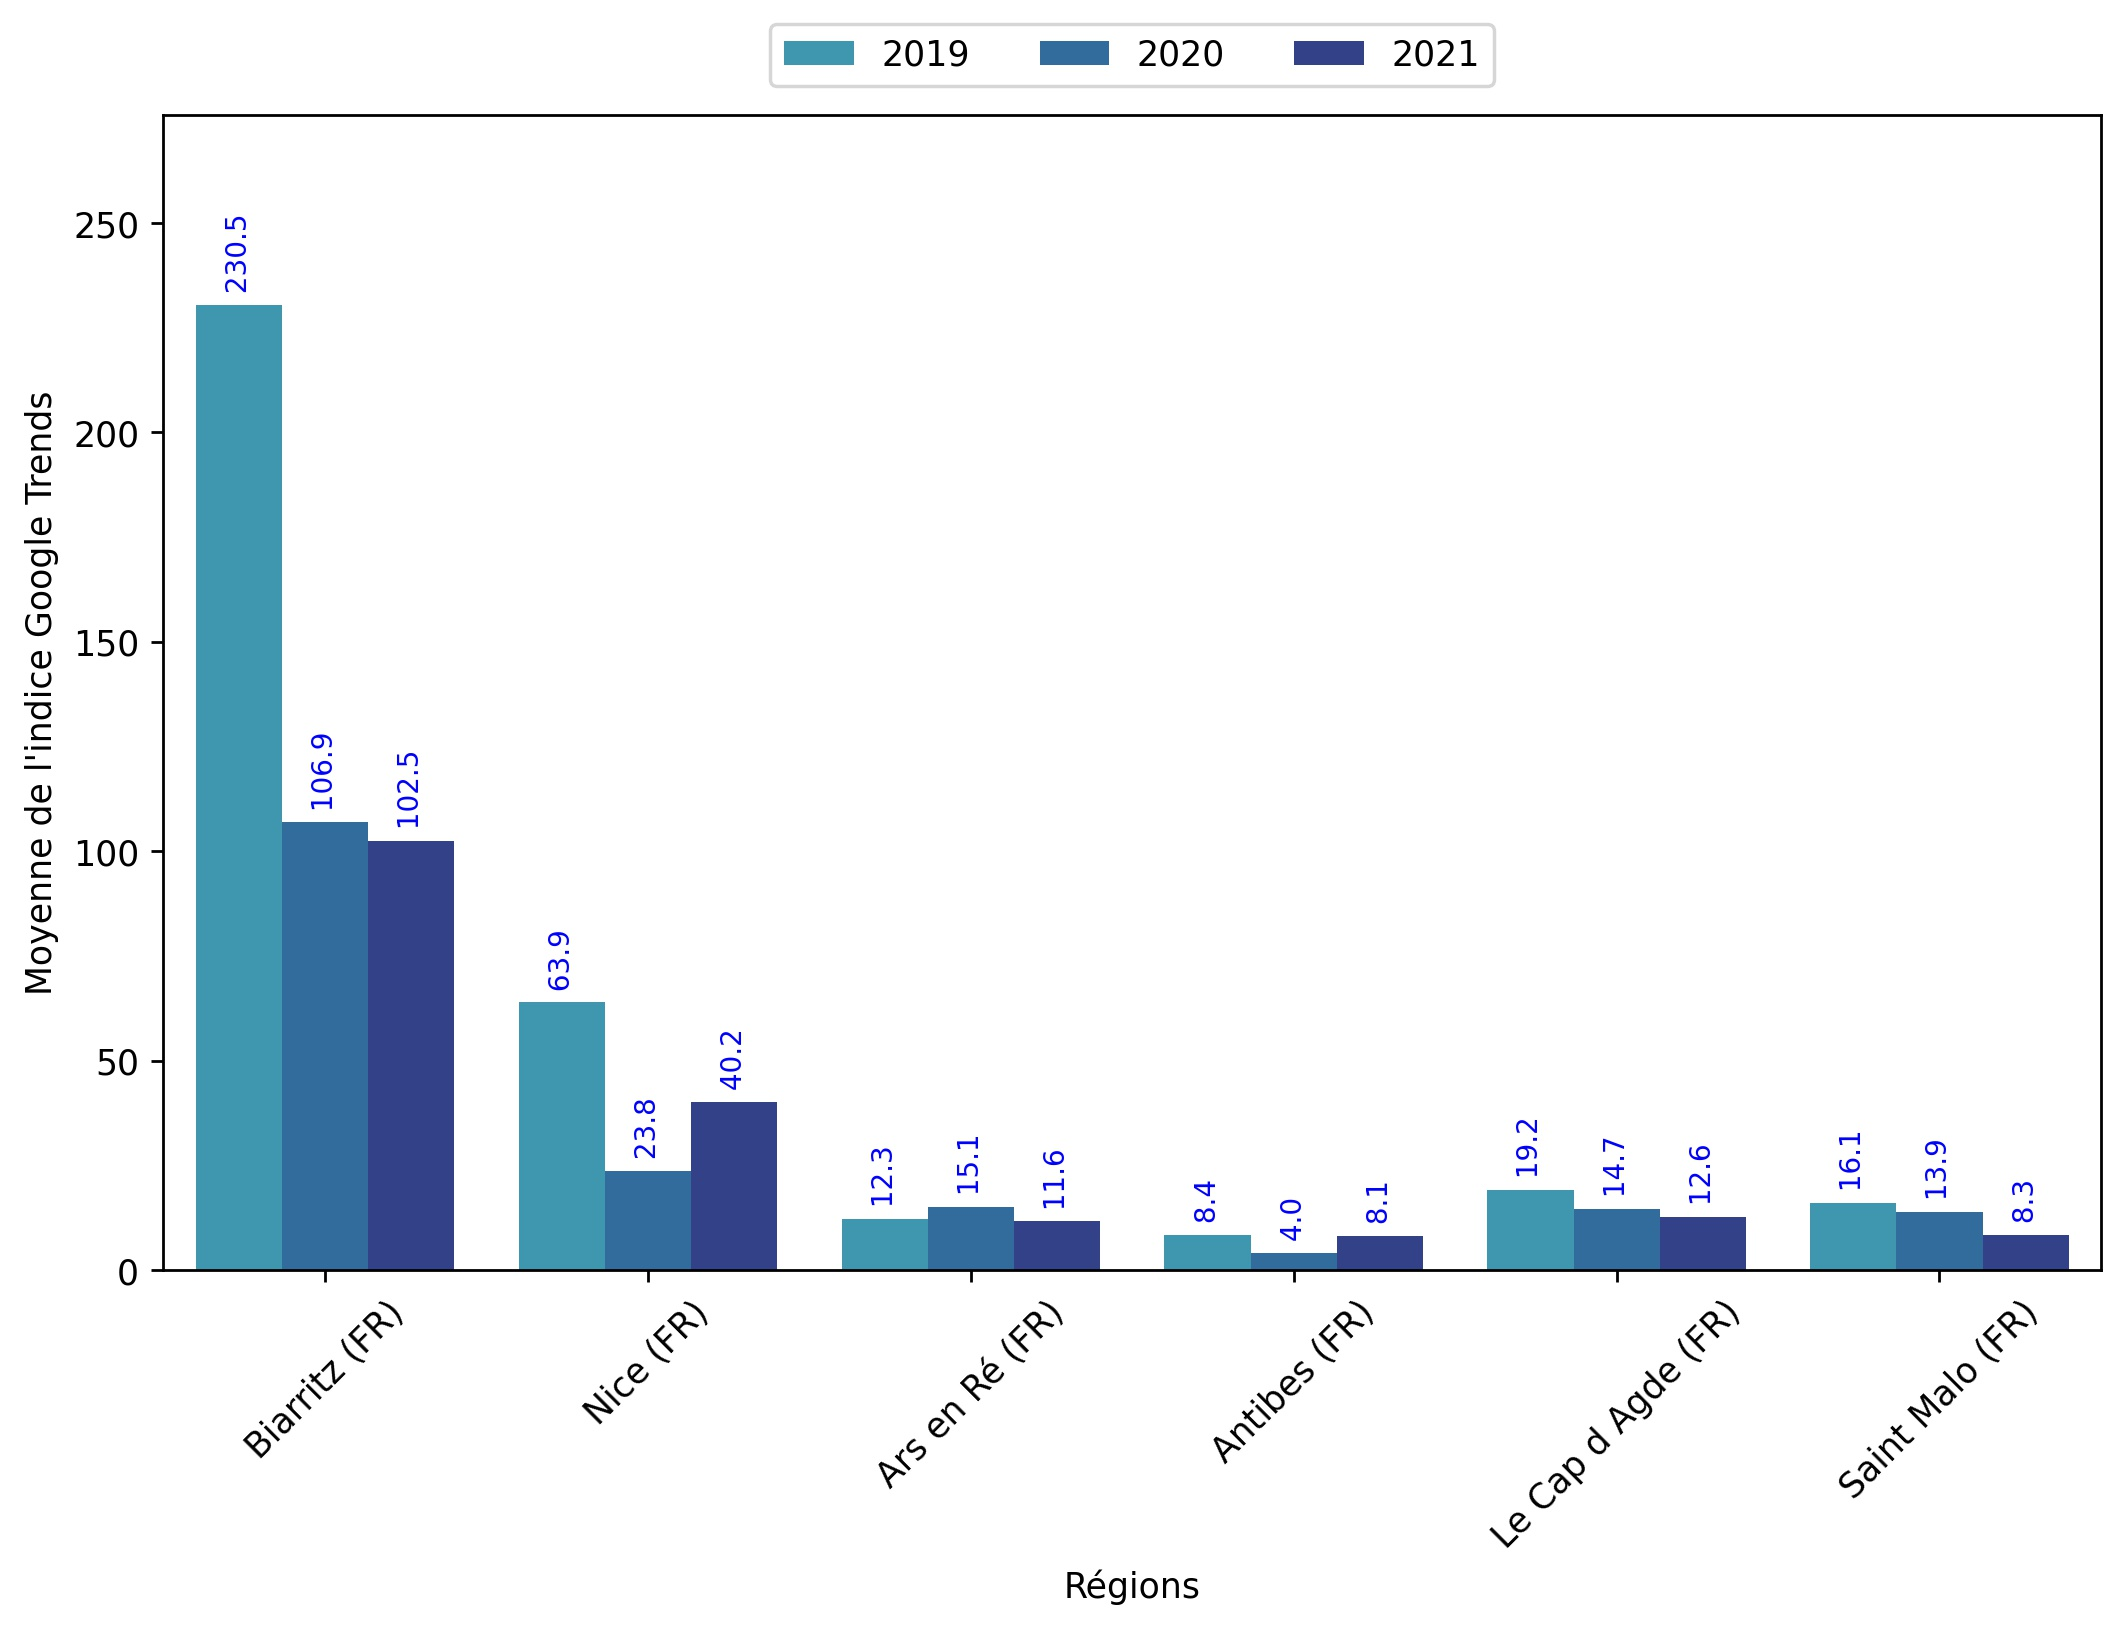 2019 2020 2021
Moyenne de l'indice Google Trends
250
200
150
100
50
0
230.5
106.9
102.5
63.9
23.8
40.2
12.3
15.1
11.6
8.4
4.0
8.1
19.2
14.7
12.6
16.1
13.9
8.3
Biarritz (FR)
Nice (FR)
Ars en Ré (FR)
Antibes (FR)
Le Cap d Agde (FR)
Saint Malo (FR)
Régions